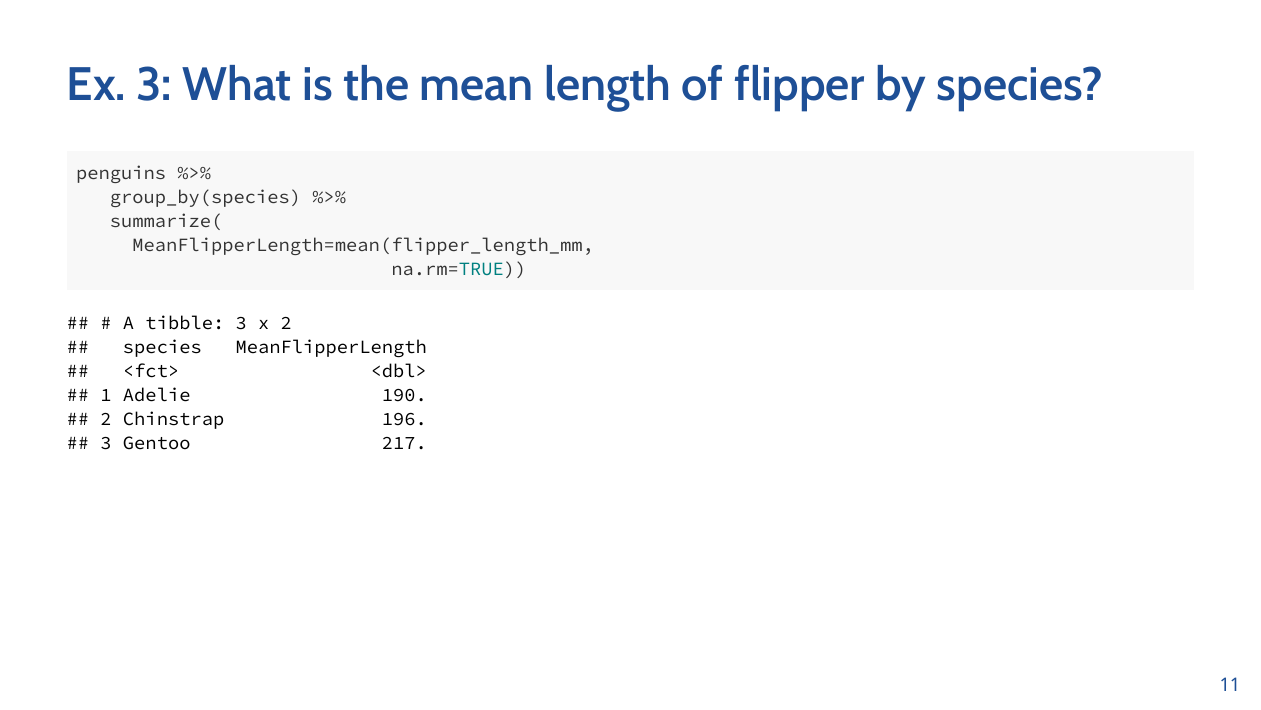 Ex. 3: What is the mean length of flipper by species?
penguins %>%
   group_by(species) %>%
   summarize(
     MeanFlipperLength=mean(flipper_length_mm,
                            na.rm=TRUE))
## # A tibble: 3 x 2
##   species   MeanFlipperLength
##   <fct>                 <dbl>
## 1 Adelie                 190.
## 2 Chinstrap              196.
## 3 Gentoo                 217.
11